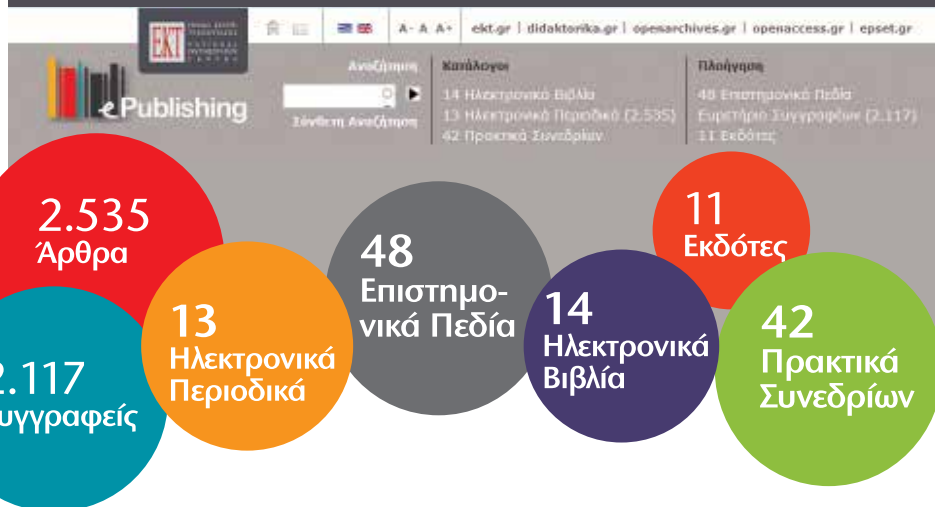 EKT
A- A A+ ekt.gr | didaktorika.gr | openarchives.gr | openaccess.gr | epset.gr
ePublishing
Αναζήτηση
Σύνθετη Αναζήτηση
Κατάλογοι
14 Ηλεκτρονικά Βιβλία
13 Ηλεκτρονικά Περιοδικά (2.535)
42 Πρακτικά Συνεδρίων
Πλοήγηση
48 Επιστημονικά Πεδία
Ευρετήριο Συγγραφέων (2.117)
11 Εκδότες
2.535
Άρθρα
2.117
υγγραφείς
13
Ηλεκτρονικά
Περιοδικά
48
Επιστημο-
νικά Πεδία
14
Ηλεκτρονικά
Βιβλία
11
Εκδότες
42
Πρακτικά
Συνεδρίων